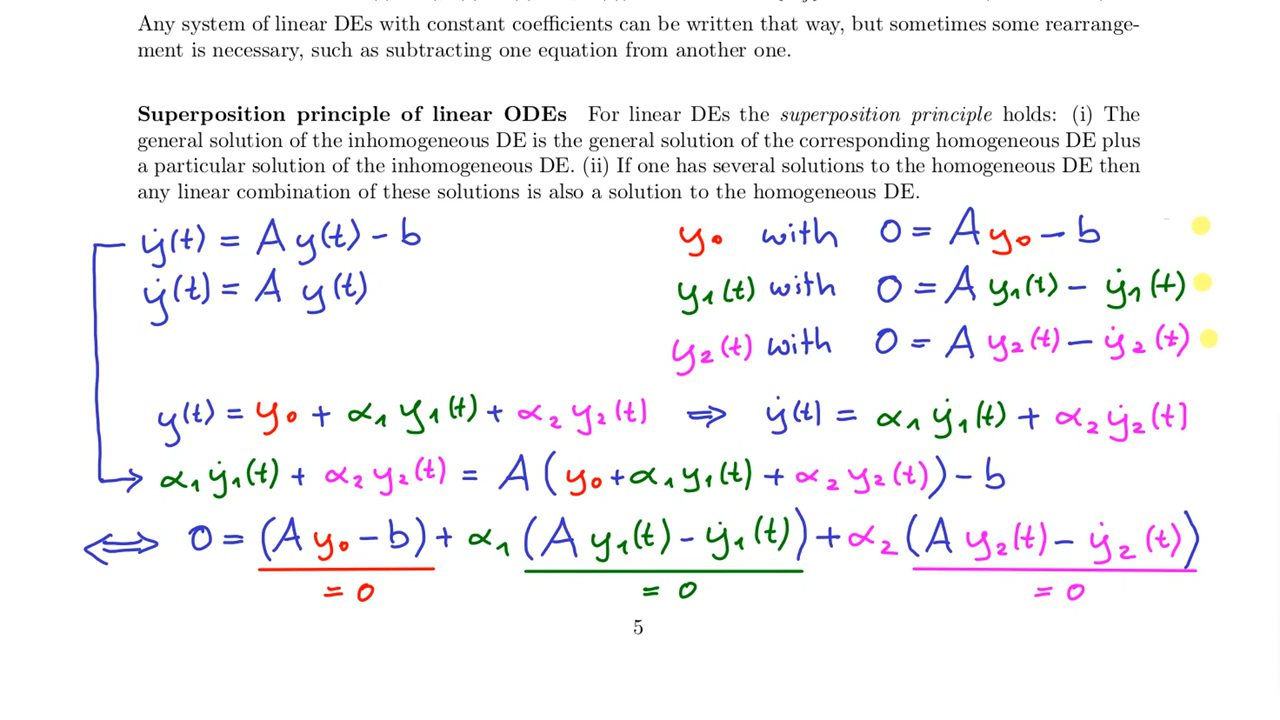 Any system of linear DEs with constant coefficients can be written that way, but sometimes some rearrange-
ment is necessary, such as subtracting one equation from another one.
Superposition principle of linear ODEs For linear DEs the superposition principle holds: (i) The
general solution of the inhomogeneous DE is the general solution of the corresponding homogeneous DE plus
a particular solution of the inhomogeneous DE. (ii) If one has several solutions to the homogeneous DE then
any linear combination of these solutions is also a solution to the homogeneous DE.
ẏ(t) = A y(t) − b
ẏ(t) = A y(t)
y₀ with 0 = A y₀ − b
y₁(t) with 0 = A y₁(t) − ẏ₁(t)
y₂(t) with 0 = A y₂(t) − ẏ₂(t)
y(t) = y₀ + α₁ y₁(t) + α₂ y₂(t) ⇒ ẏ(t) = α₁ ẏ₁(t) + α₂ ẏ₂(t)
→ α₁ ẏ₁(t) + α₂ y₂(t) = A (y₀ + α₁ y₁(t) + α₂ y₂(t)) − b
⟺ 0 = (A y₀ − b) + α₁ (A y₁(t) − ẏ₁(t)) + α₂ (A y₂(t) − ẏ₂(t))
= 0 = 0 = 0
5